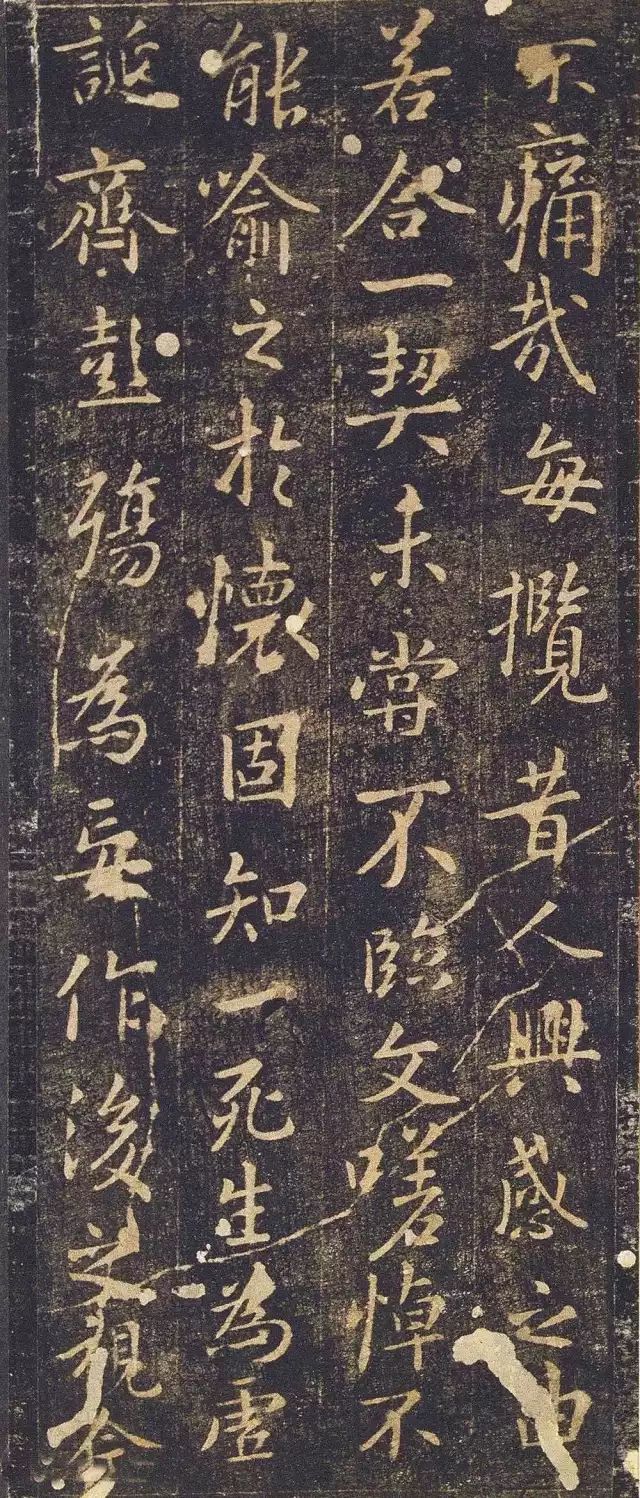 不痛哉每攬昔人興感之由
若合一契未嘗不臨文嗟悼不
能喻之於懷固知一死生為虛
誕齊彭殤為妄作後之視今